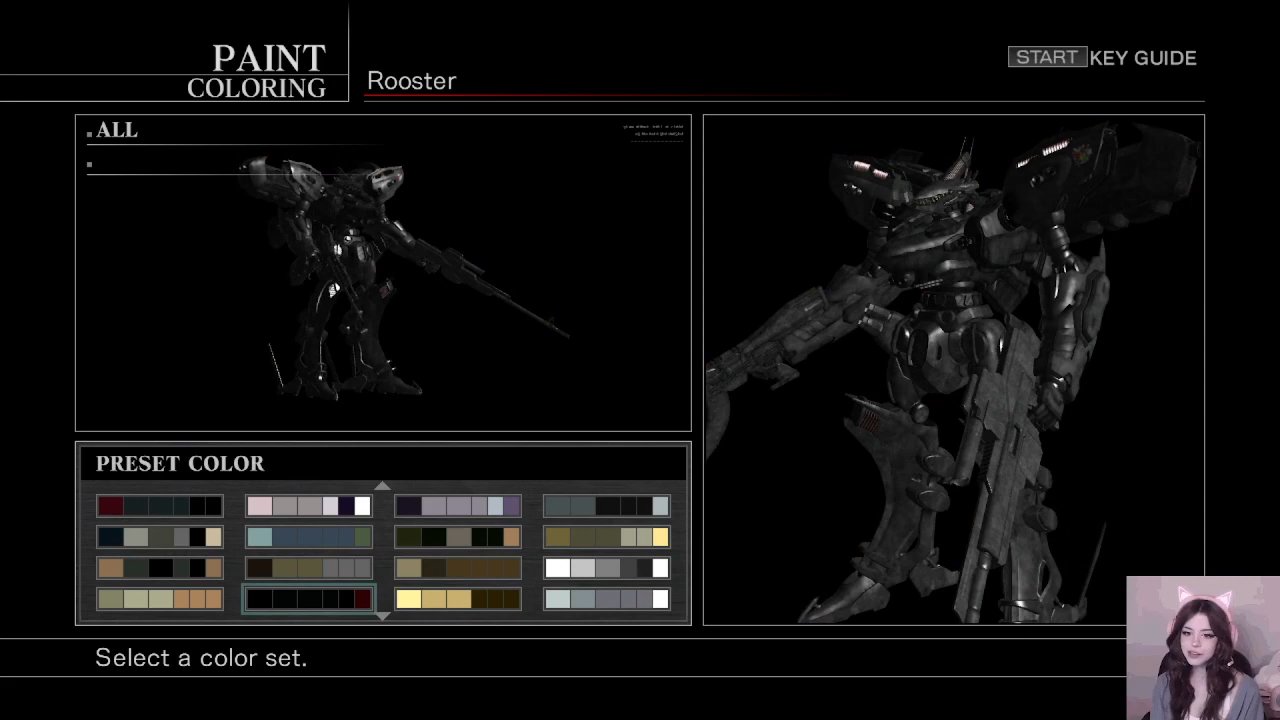 PAINT
COLORING
Rooster
START KEY GUIDE
ALL
PRESET COLOR
Select a color set.